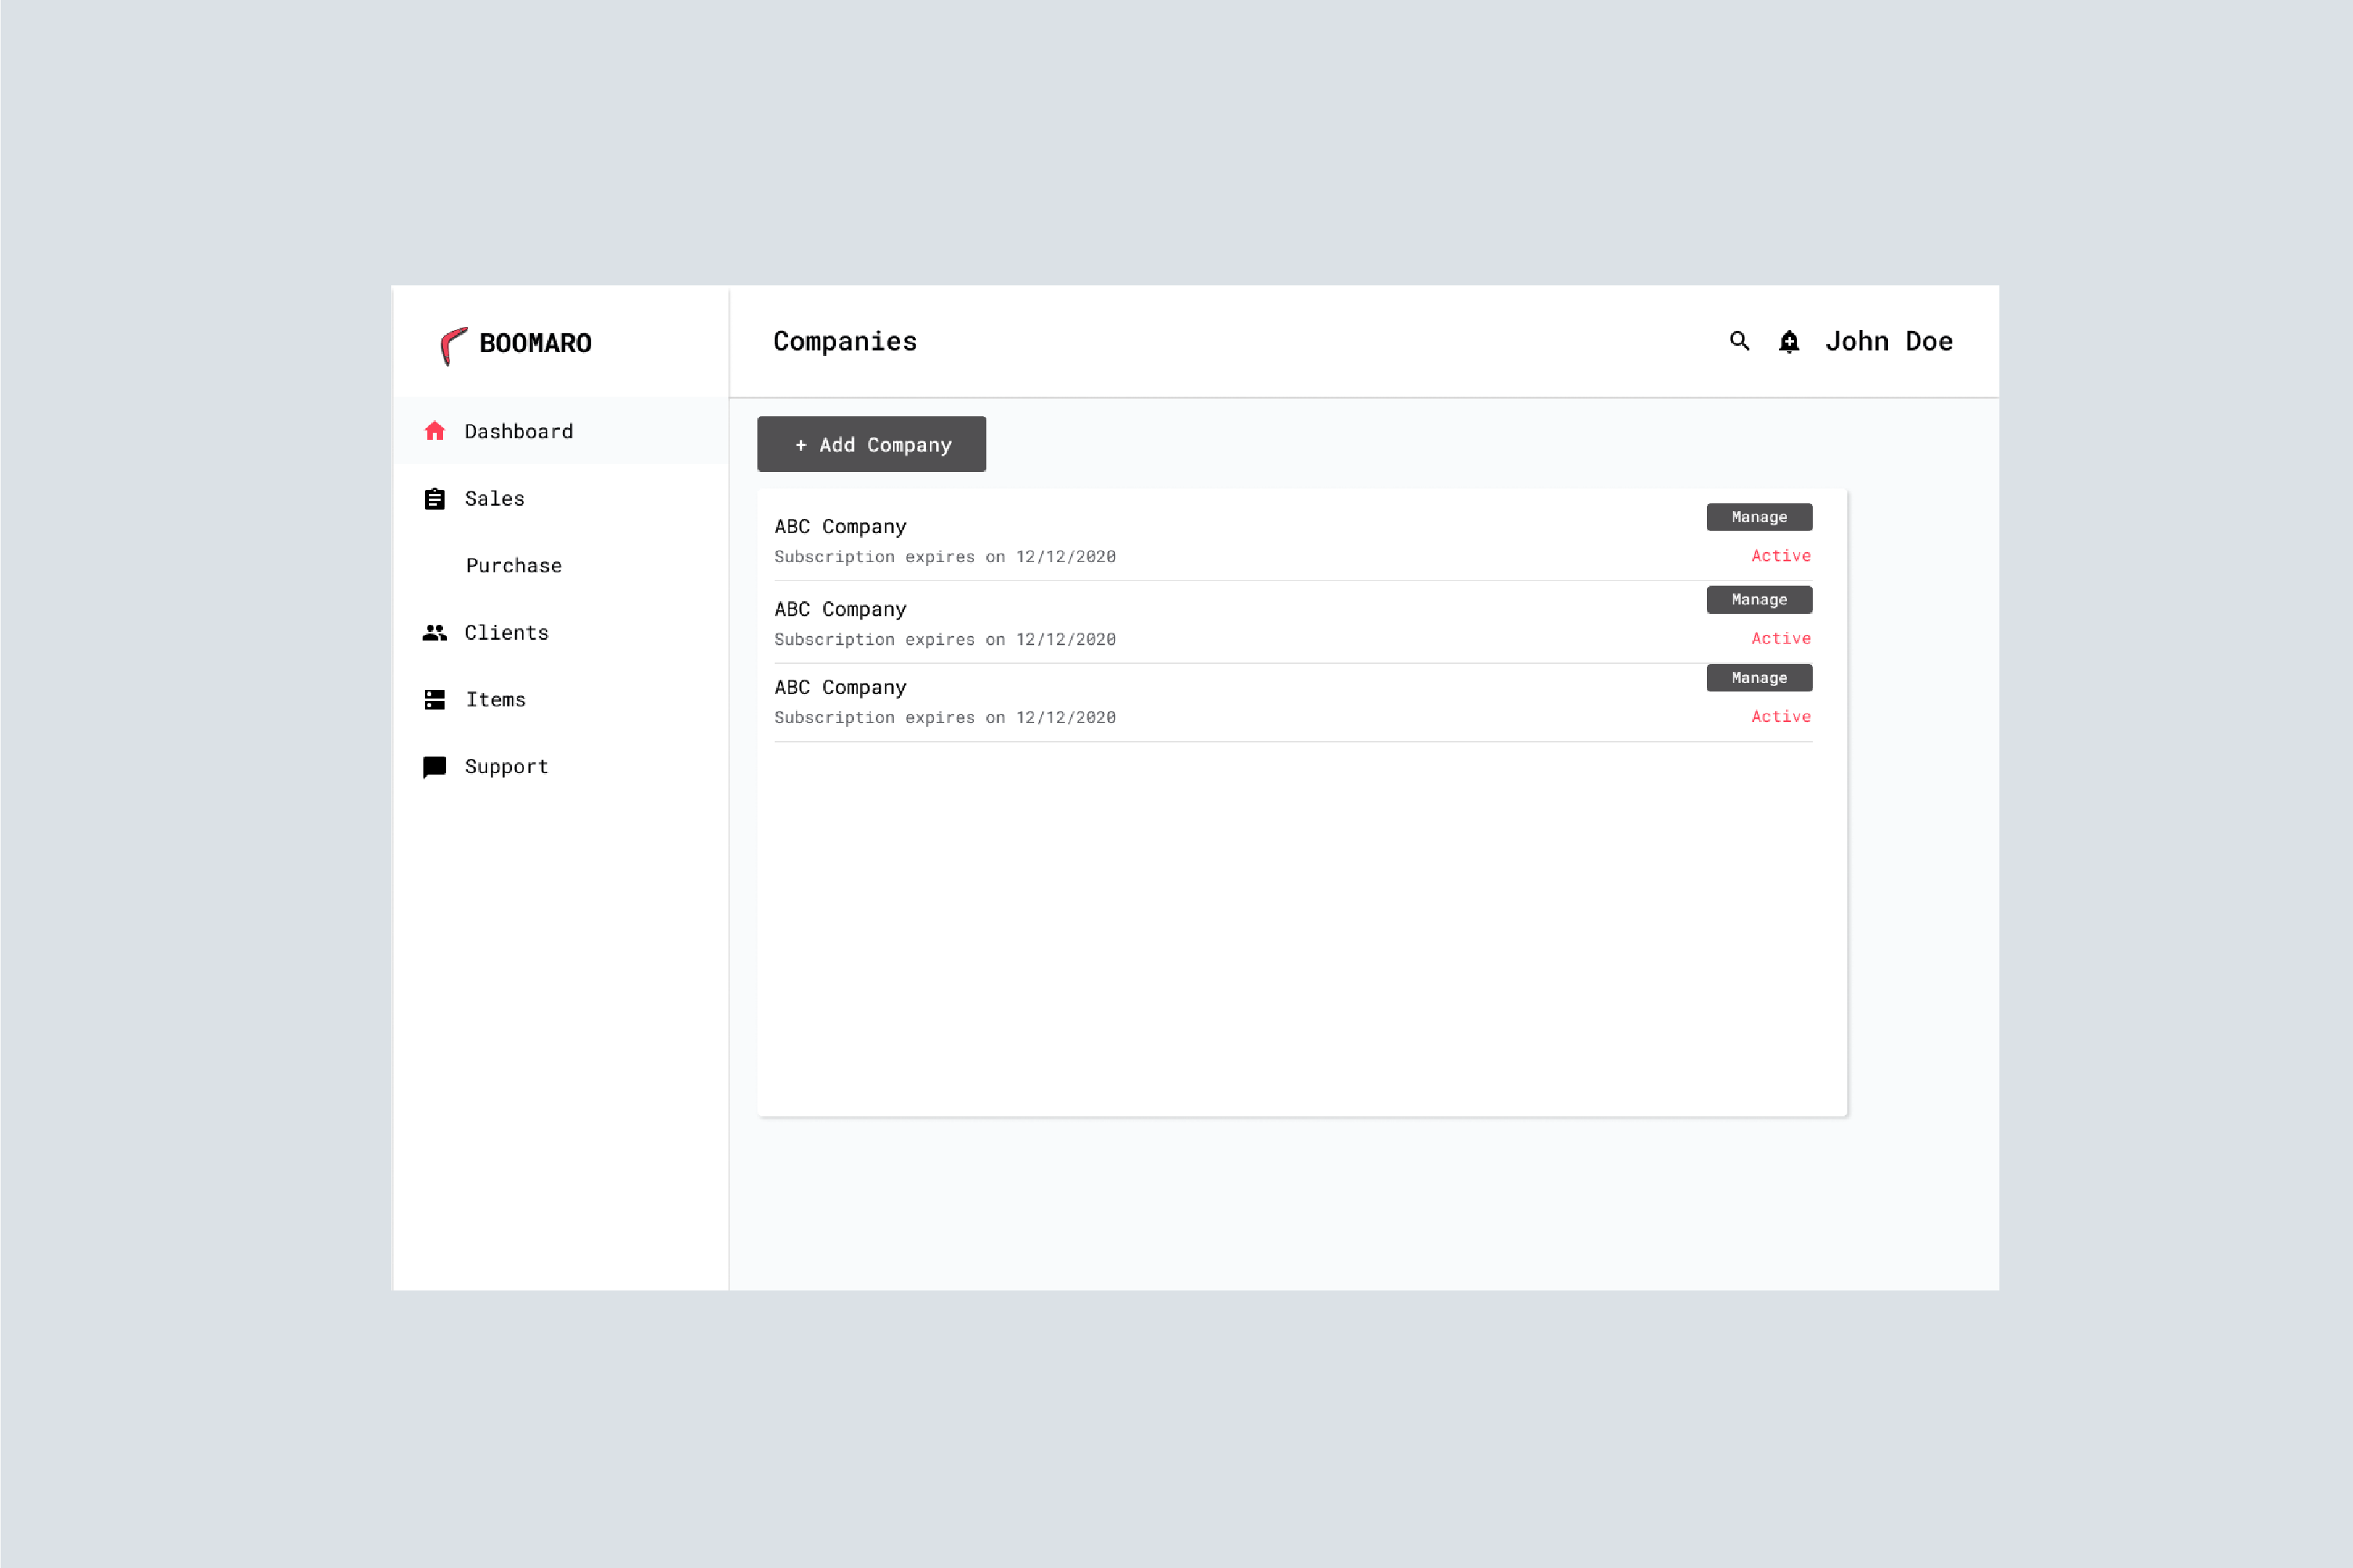 BOOMARO
Companies
John Doe
Dashboard
Sales
Purchase
Clients
Items
Support
+ Add Company
ABC Company
Manage
Subscription expires on 12/12/2020
Active
ABC Company
Manage
Subscription expires on 12/12/2020
Active
ABC Company
Manage
Subscription expires on 12/12/2020
Active